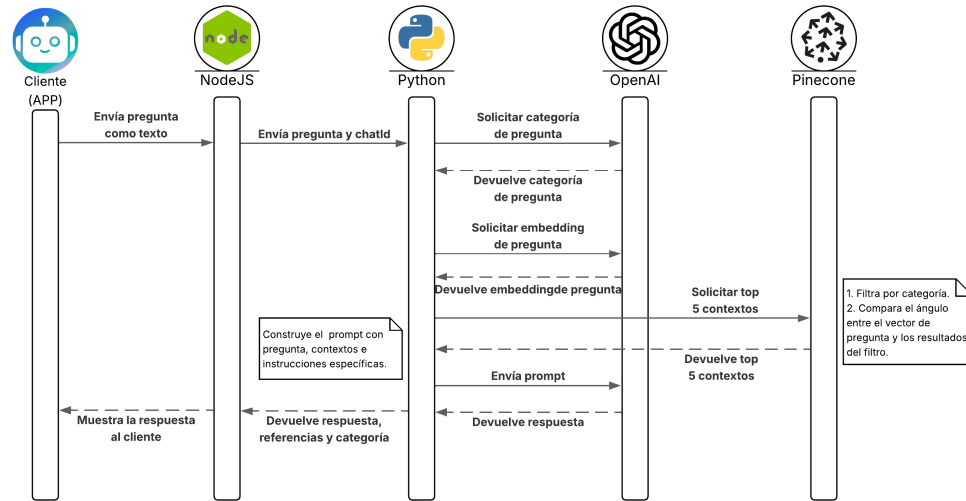 node
Cliente
(APP)
NodeJS
Python
OpenAI
Pinecone
Envía pregunta
como texto
Envía pregunta y chatId
Solicitar categoría
de pregunta
Devuelve categoría
de pregunta
Solicitar embedding
de pregunta
Devuelve embeddingde pregunta
Solicitar top
5 contextos
1. Filtra por categoría.
2. Compara el ángulo
entre el vector de
pregunta y los resultados
del filtro.
Construye el prompt con
pregunta, contextos e
instrucciones específicas.
Devuelve top
5 contextos
Envía prompt
Devuelve respuesta
Devuelve respuesta,
referencias y categoría
Muestra la respuesta
al cliente